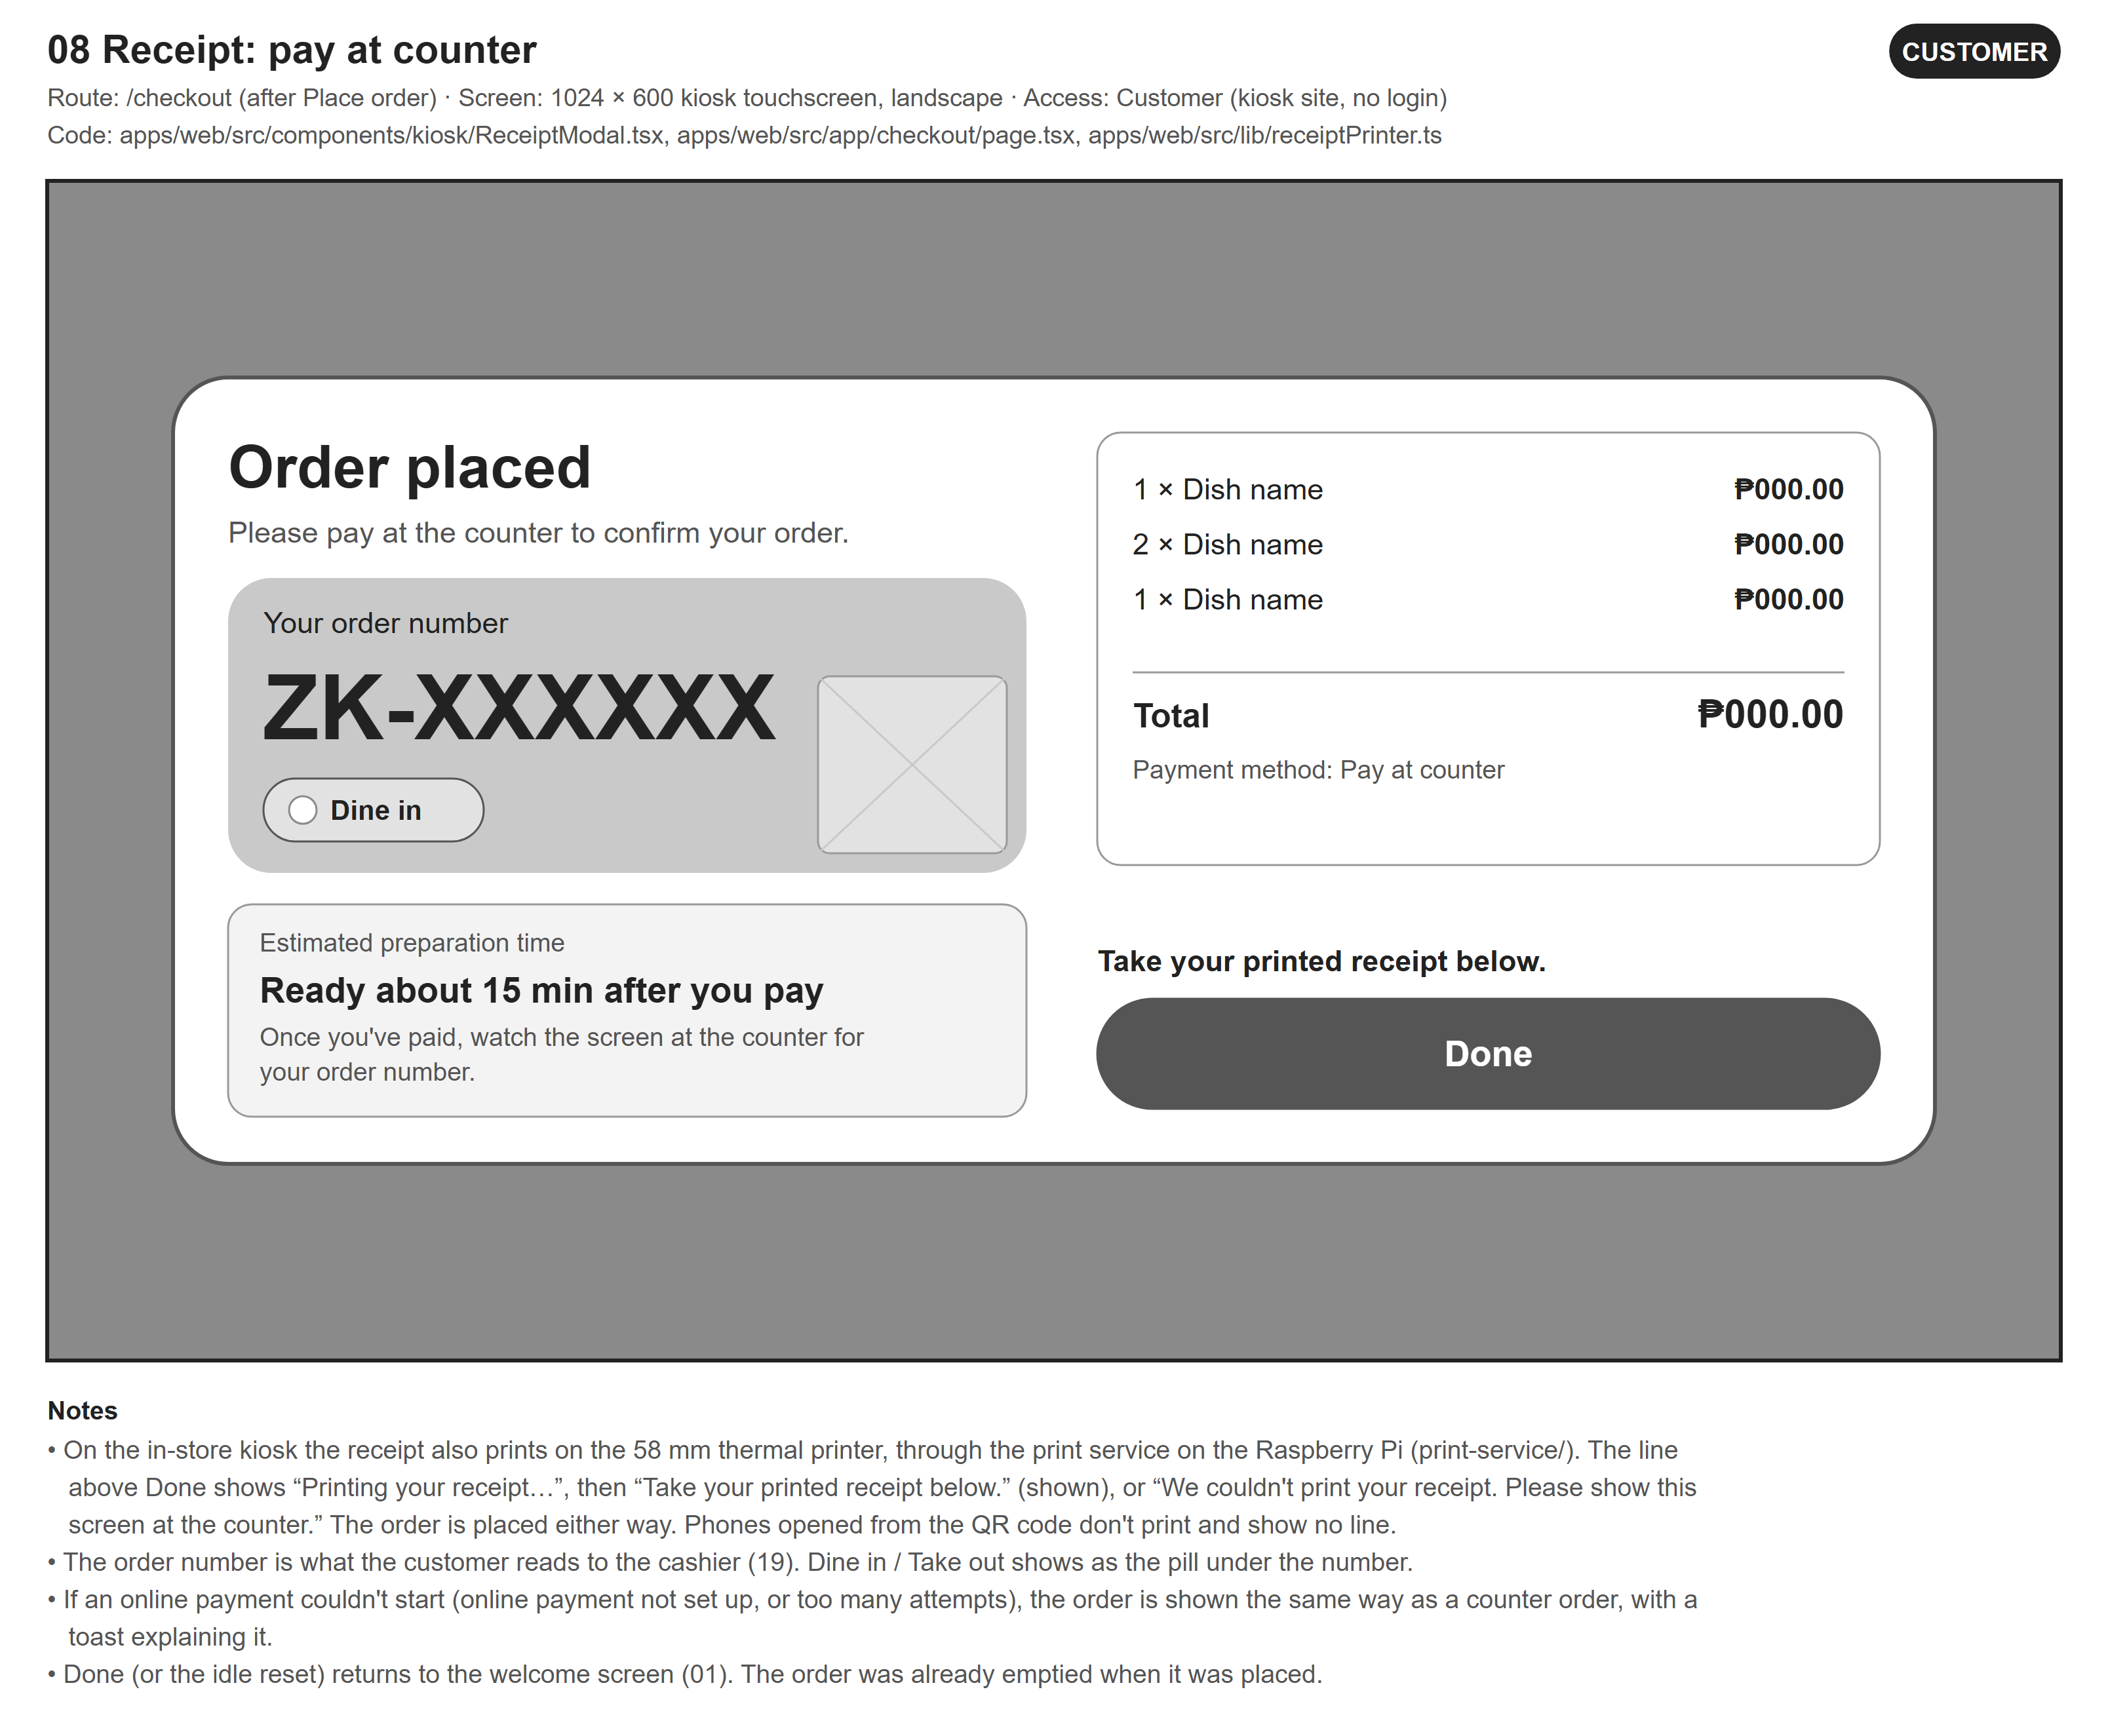 08 Receipt: pay at counter
CUSTOMER
Route: /checkout (after Place order) · Screen: 1024 × 600 kiosk touchscreen, landscape · Access: Customer (kiosk site, no login)
Code: apps/web/src/components/kiosk/ReceiptModal.tsx, apps/web/src/app/checkout/page.tsx, apps/web/src/lib/receiptPrinter.ts
Order placed
Please pay at the counter to confirm your order.
Your order number
ZK-XXXXXX
Dine in
Estimated preparation time
Ready about 15 min after you pay
Once you've paid, watch the screen at the counter for
your order number.
1 × Dish name ₱000.00
2 × Dish name ₱000.00
1 × Dish name ₱000.00
Total ₱000.00
Payment method: Pay at counter
Take your printed receipt below.
Done
Notes
• On the in-store kiosk the receipt also prints on the 58 mm thermal printer, through the print service on the Raspberry Pi (print-service/). The line
above Done shows “Printing your receipt…”, then “Take your printed receipt below.” (shown), or “We couldn't print your receipt. Please show this
screen at the counter.” The order is placed either way. Phones opened from the QR code don't print and show no line.
• The order number is what the customer reads to the cashier (19). Dine in / Take out shows as the pill under the number.
• If an online payment couldn't start (online payment not set up, or too many attempts), the order is shown the same way as a counter order, with a
toast explaining it.
• Done (or the idle reset) returns to the welcome screen (01). The order was already emptied when it was placed.